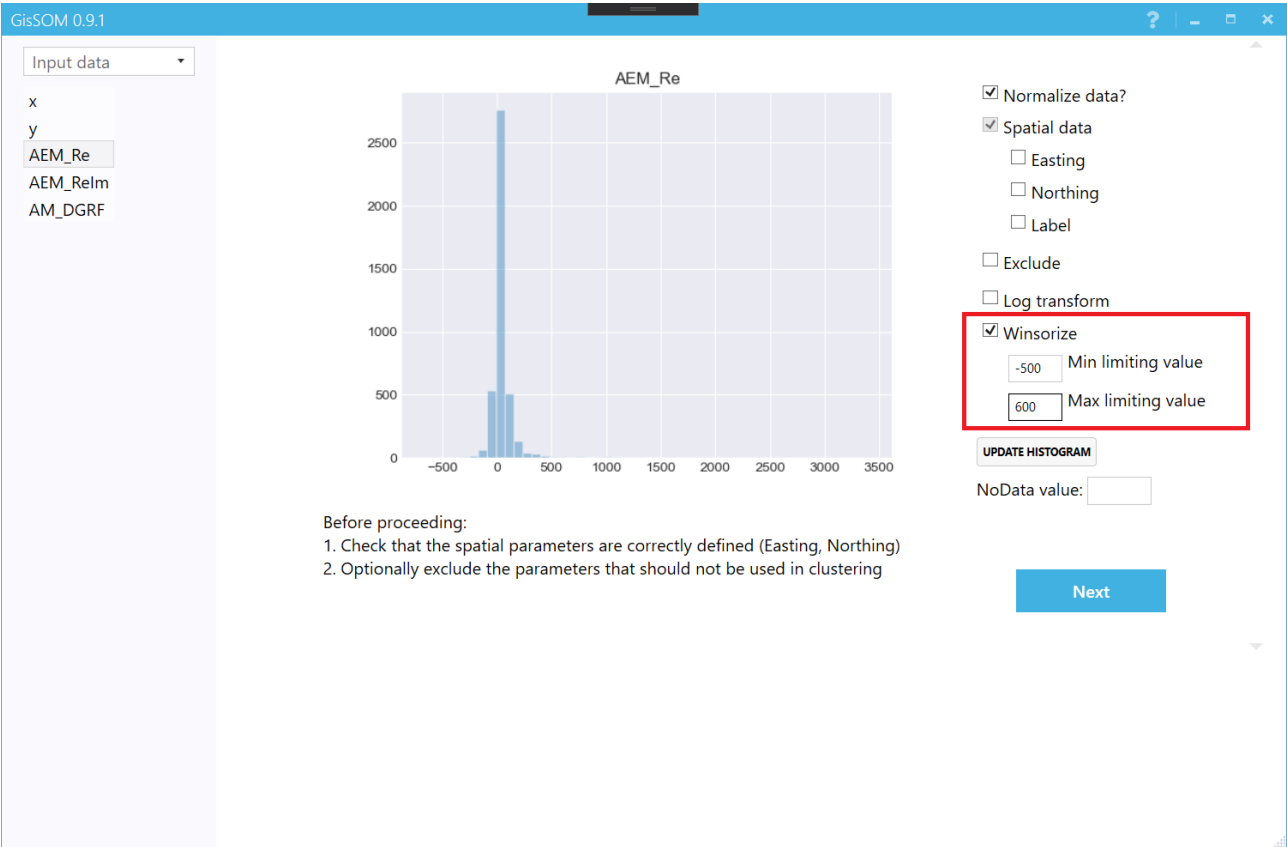 GisSOM 0.9.1
?
Input data
x
y
AEM_Re
AEM_ReIm
AM_DGRF
AEM_Re
2500
2000
1500
1000
500
0
−500 0 500 1000 1500 2000 2500 3000 3500
Before proceeding:
1. Check that the spatial parameters are correctly defined (Easting, Northing)
2. Optionally exclude the parameters that should not be used in clustering
Normalize data?
Spatial data
Easting
Northing
Label
Exclude
Log transform
Winsorize
-500 Min limiting value
600 Max limiting value
UPDATE HISTOGRAM
NoData value:
Next